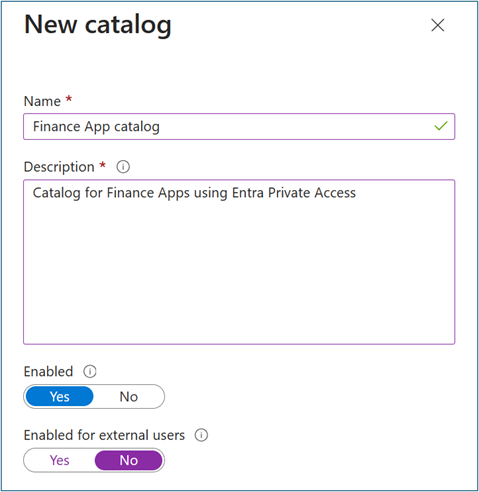 New catalog
Name *
Finance App catalog
Description *
Catalog for Finance Apps using Entra Private Access
Enabled
Yes No
Enabled for external users
Yes No